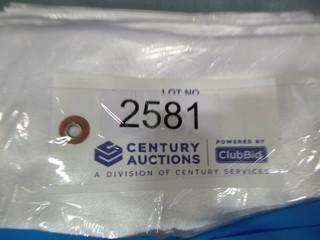 LOT NO
2581
CENTURY
AUCTIONS
POWERED BY
ClubBid
A DIVISION OF CENTURY SERVICES